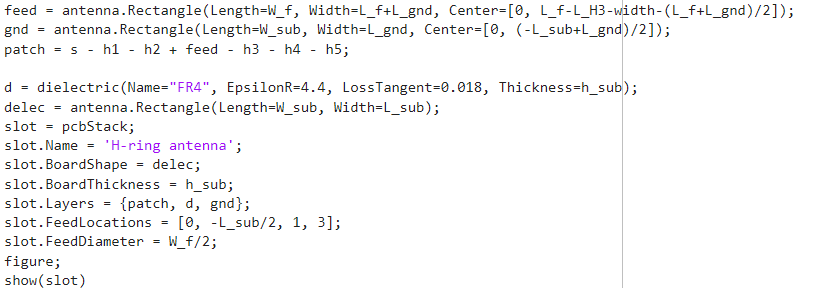 feed = antenna.Rectangle(Length=W_f, Width=L_f+L_gnd, Center=[0, L_f-L_H3-width-(L_f+L_gnd)/2]);
gnd = antenna.Rectangle(Length=W_sub, Width=L_gnd, Center=[0, (-L_sub+L_gnd)/2]);
patch = s - h1 - h2 + feed - h3 - h4 - h5;
d = dielectric(Name="FR4", EpsilonR=4.4, LossTangent=0.018, Thickness=h_sub);
delec = antenna.Rectangle(Length=W_sub, Width=L_sub);
slot = pcbStack;
slot.Name = 'H-ring antenna';
slot.BoardShape = delec;
slot.BoardThickness = h_sub;
slot.Layers = {patch, d, gnd};
slot.FeedLocations = [0, -L_sub/2, 1, 3];
slot.FeedDiameter = W_f/2;
figure;
show(slot)